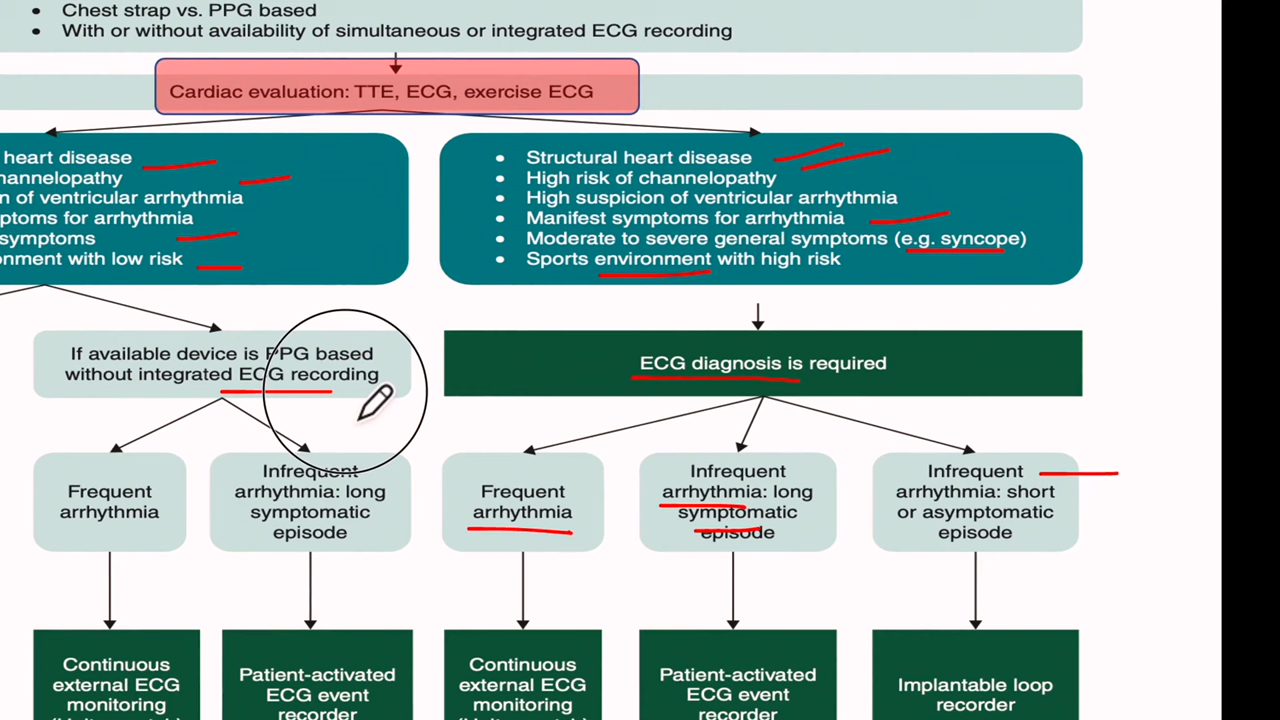 • Chest strap vs. PPG based
• With or without availability of simultaneous or integrated ECG recording
Cardiac evaluation: TTE, ECG, exercise ECG
heart disease
of ventricular arrhythmia
for arrhythmia
symptoms
with low risk
• Structural heart disease
• High risk of channelopathy
• High suspicion of ventricular arrhythmia
• Manifest symptoms for arrhythmia
• Moderate to severe general symptoms (e.g. syncope)
• Sports environment with high risk
If available device is PPG based
without integrated ECG recording
ECG diagnosis is required
Frequent
arrhythmia
Infrequent
arrhythmia: long
symptomatic
episode
Frequent
arrhythmia
Infrequent
arrhythmia: long
symptomatic
episode
Infrequent
arrhythmia: short
or asymptomatic
episode
Continuous
external ECG
monitoring
Patient-activated
ECG event
recorder
Continuous
external ECG
monitoring
Patient-activated
ECG event
recorder
Implantable loop
recorder